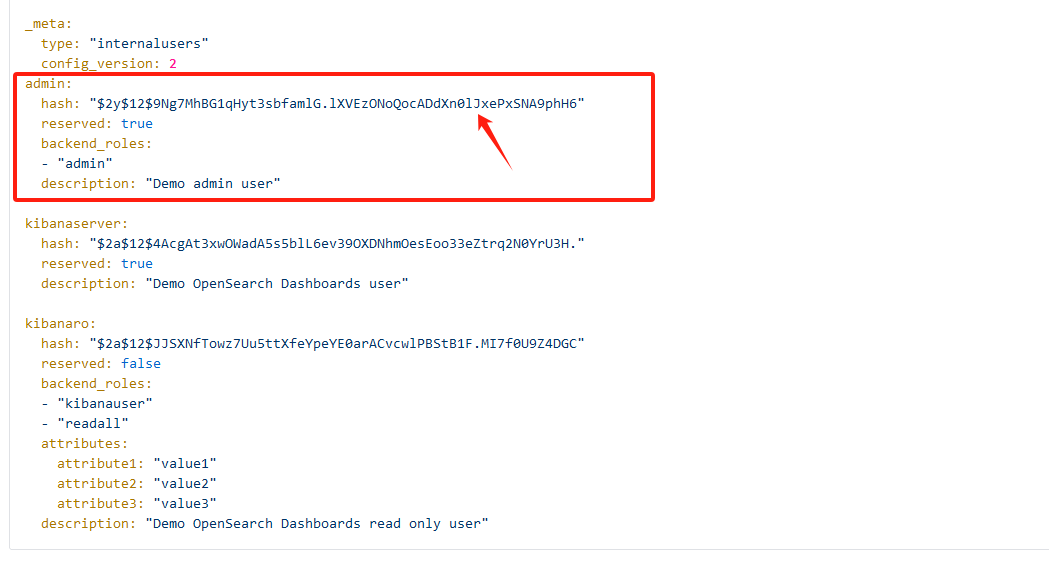 _meta:
  type: "internalusers"
  config_version: 2
admin:
  hash: "$2y$12$9Ng7MhBG1qHyt3sbfamlG.lXVEzONoQocADdXn0lJxePxSNA9phH6"
  reserved: true
  backend_roles:
  - "admin"
  description: "Demo admin user"
kibanaserver:
  hash: "$2a$12$4AcgAt3xwOWadA5s5blL6ev39OXDNhmOesEoo33eZtrq2N0YrU3H."
  reserved: true
  description: "Demo OpenSearch Dashboards user"
kibanaro:
  hash: "$2a$12$JJSXNfTowz7Uu5ttXfeYpeYE0arACvcwlPBStB1F.MI7f0U9Z4DGC"
  reserved: false
  backend_roles:
  - "kibanauser"
  - "readall"
  attributes:
    attribute1: "value1"
    attribute2: "value2"
    attribute3: "value3"
  description: "Demo OpenSearch Dashboards read only user"